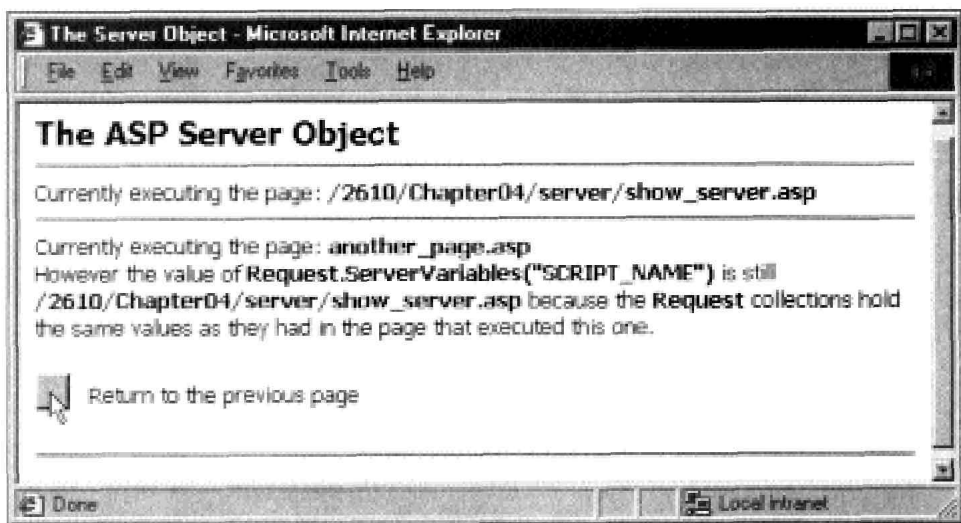 The Server Object - Microsoft Internet Explorer
File Edit View Favorites Tools Help
The ASP Server Object
Currently executing the page: /2610/Chapter04/server/show_server.asp
Currently executing the page: another_page.asp
However the value of Request.ServerVariables("SCRIPT_NAME") is still
/2610/Chapter04/server/show_server.asp because the Request collections hold
the same values as they had in the page that executed this one.
Return to the previous page
Done Local intranet